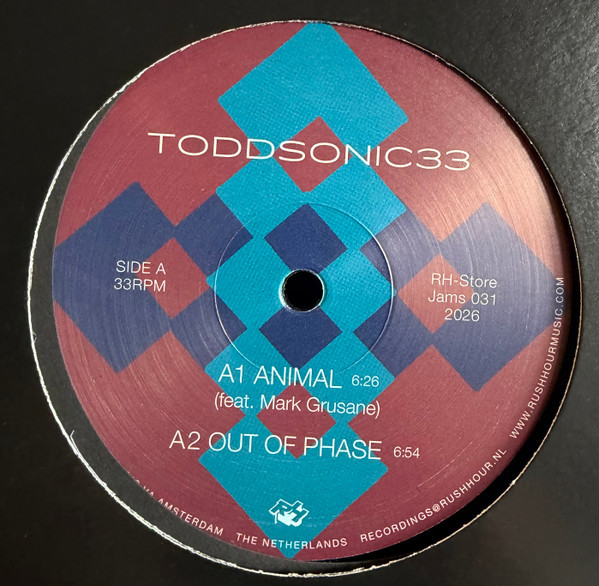 TODDSONIC33
SIDE A
33RPM
RH-Store
Jams 031
2026
A1 ANIMAL 6:26
(feat. Mark Grusane)
A2 OUT OF PHASE 6:54
AMSTERDAM THE NETHERLANDS RECORDINGS@RUSHHOUR.NL WWW.RUSHHOURMUSIC.COM